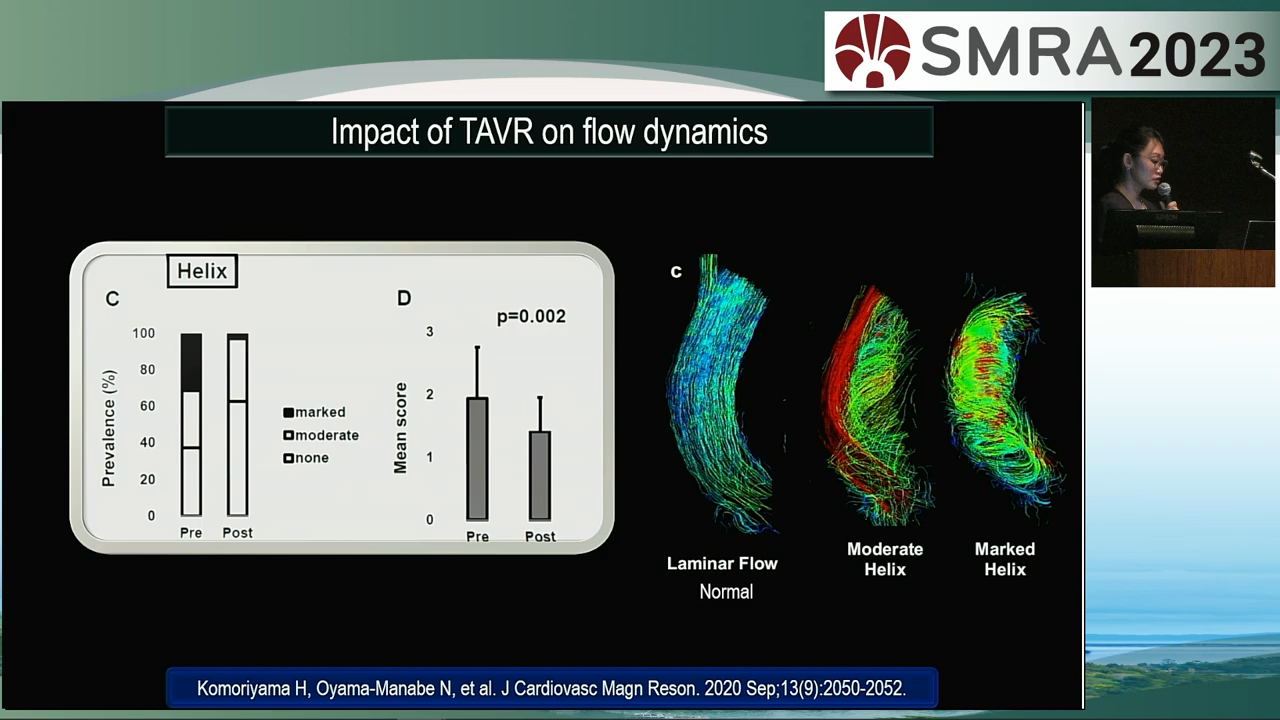 SMRA 2023
Impact of TAVR on flow dynamics
Helix
C
D
p=0.002
Prevalence (%)
100
80
60
40
20
0
Pre
Post
marked
moderate
none
Mean score
3
2
1
0
Pre
Post
c
Laminar Flow
Normal
Moderate
Helix
Marked
Helix
Komoriyama H, Oyama-Manabe N, et al. J Cardiovasc Magn Reson. 2020 Sep;13(9):2050-2052.